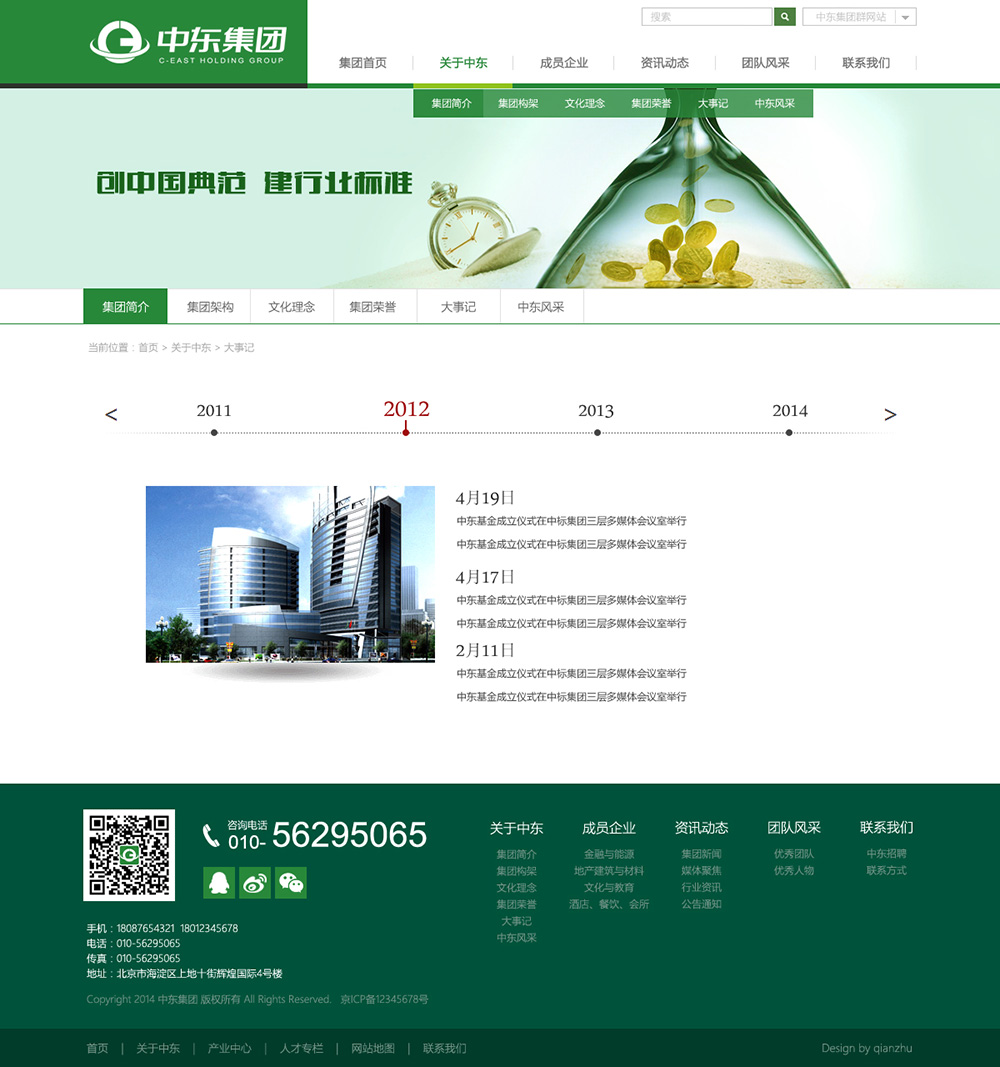 中东集团
C-EAST HOLDING GROUP
搜索
中东集团群网站
集团首页 关于中东 成员企业 资讯动态 团队风采 联系我们
集团简介 集团构架 文化理念 集团荣誉 大事记 中东风采
创中国典范 建行业标准
集团简介 集团架构 文化理念 集团荣誉 大事记 中东风采
当前位置：首页 > 关于中东 > 大事记
< 2011 2012 2013 2014 >
4月19日
中东基金成立仪式在中标集团三层多媒体会议室举行
中东基金成立仪式在中标集团三层多媒体会议室举行
4月17日
中东基金成立仪式在中标集团三层多媒体会议室举行
中东基金成立仪式在中标集团三层多媒体会议室举行
2月11日
中东基金成立仪式在中标集团三层多媒体会议室举行
中东基金成立仪式在中标集团三层多媒体会议室举行
咨询电话
010-56295065
手机：18087654321 18012345678
电话：010-56295065
传真：010-56295065
地址：北京市海淀区上地十街辉煌国际4号楼
Copyright 2014 中东集团 版权所有 All Rights Reserved. 京ICP备12345678号
关于中东
集团简介
集团构架
文化理念
集团荣誉
大事记
中东风采
成员企业
金融与能源
地产建筑与材料
文化与教育
酒店、餐饮、会所
资讯动态
集团新闻
媒体聚焦
行业资讯
公告通知
团队风采
优秀团队
优秀人物
联系我们
中东招聘
联系方式
首页 | 关于中东 | 产业中心 | 人才专栏 | 网站地图 | 联系我们
Design by qianzhu